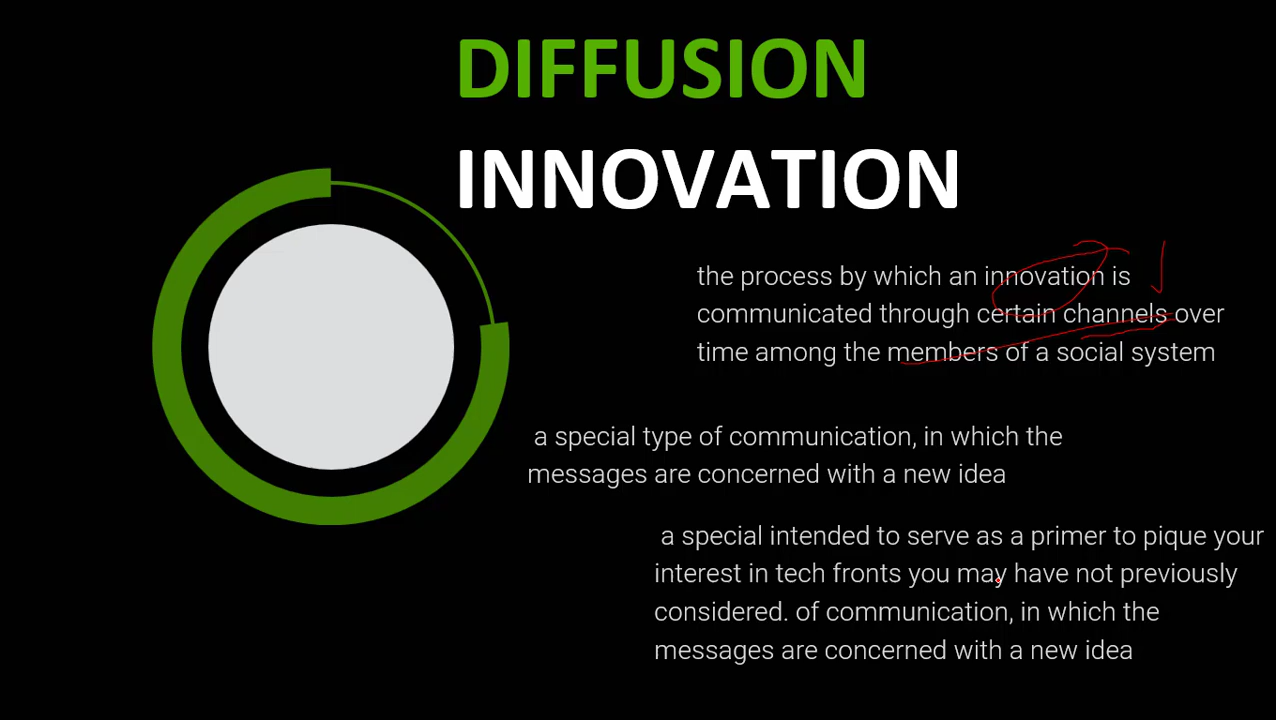 DIFFUSION
INNOVATION
the process by which an innovation is
communicated through certain channels over
time among the members of a social system
a special type of communication, in which the
messages are concerned with a new idea
a special intended to serve as a primer to pique your
interest in tech fronts you may have not previously
considered. of communication, in which the
messages are concerned with a new idea